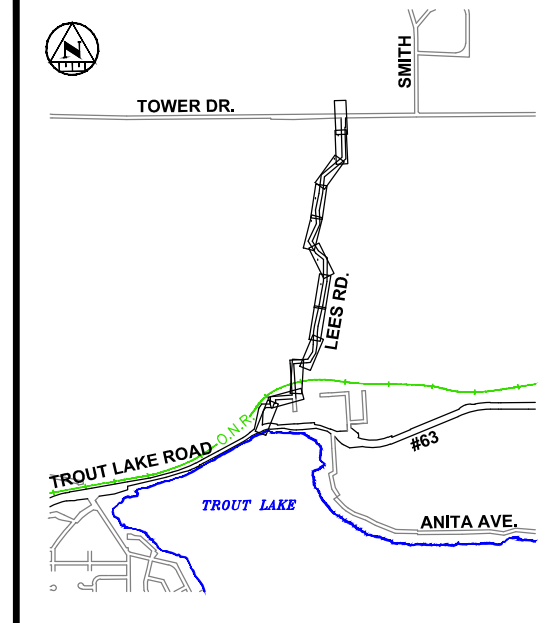 N
SMITH
TOWER DR.
LEES RD.
O.N.R.
TROUT LAKE ROAD
#63
TROUT LAKE
ANITA AVE.